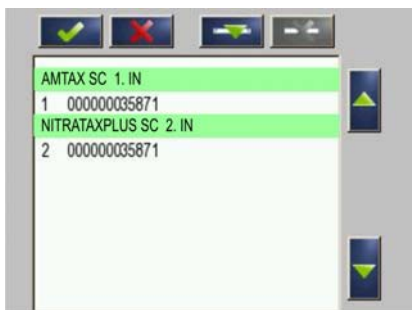 AMTAX SC 1. IN
1 000000035871
NITRATAXPLUS SC 2. IN
2 000000035871